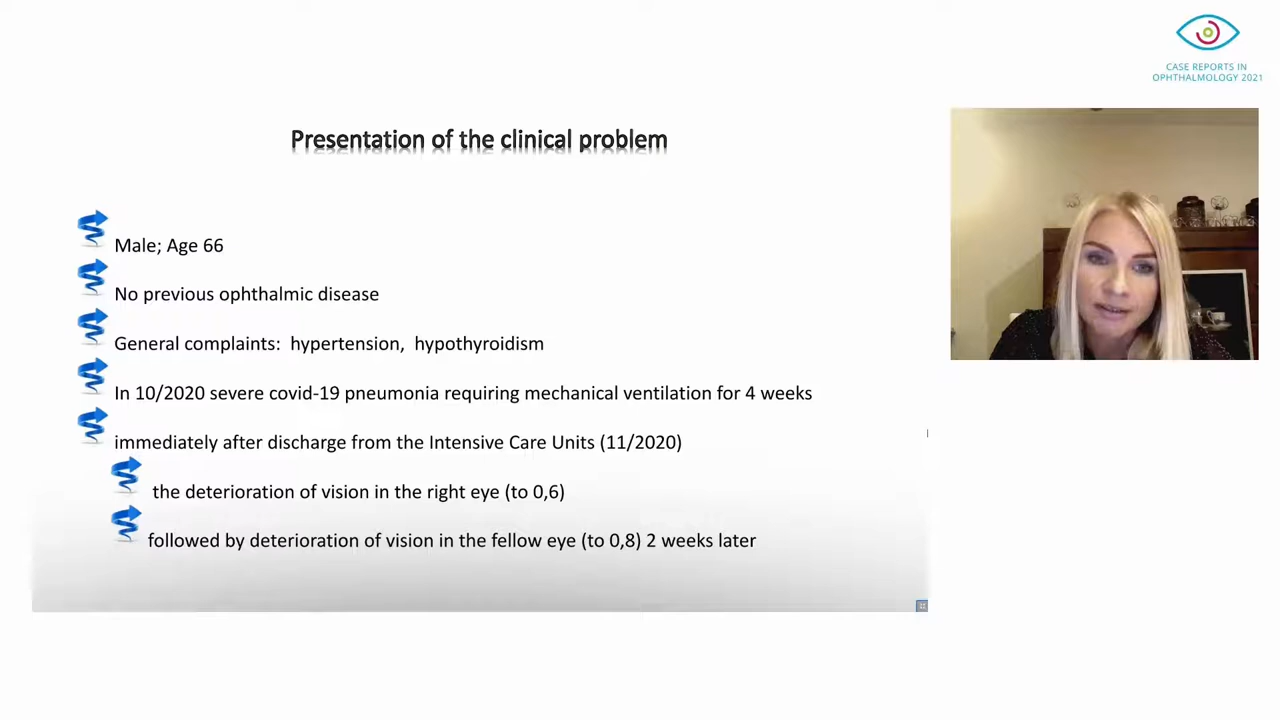 CASE REPORTS IN
OPHTHALMOLOGY 2021
Presentation of the clinical problem
Male; Age 66
No previous ophthalmic disease
General complaints: hypertension, hypothyroidism
In 10/2020 severe covid-19 pneumonia requiring mechanical ventilation for 4 weeks
immediately after discharge from the Intensive Care Units (11/2020)
the deterioration of vision in the right eye (to 0,6)
followed by deterioration of vision in the fellow eye (to 0,8) 2 weeks later